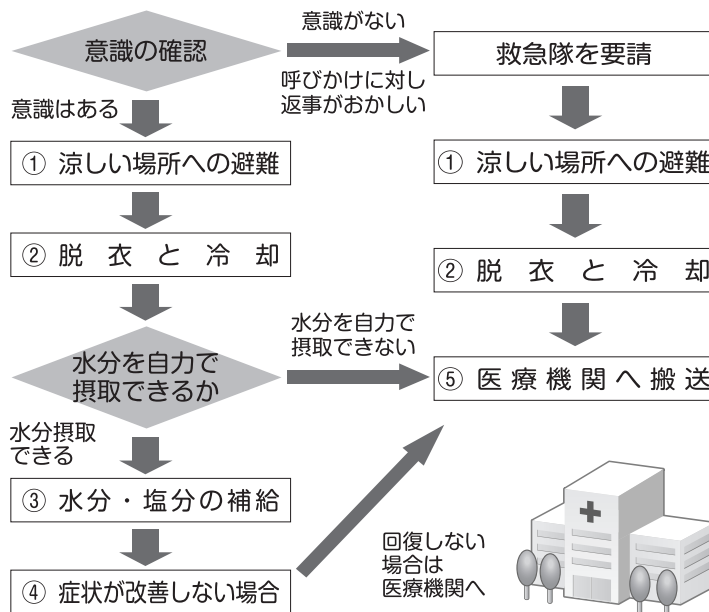 意識の確認
意識がない
呼びかけに対し
返事がおかしい
救急隊を要請
意識はある
① 涼しい場所への避難
① 涼しい場所への避難
② 脱衣と冷却
② 脱衣と冷却
水分を自力で
摂取できるか
水分を自力で
摂取できない
⑤ 医療機関へ搬送
水分摂取
できる
③ 水分・塩分の補給
④ 症状が改善しない場合
回復しない
場合は
医療機関へ